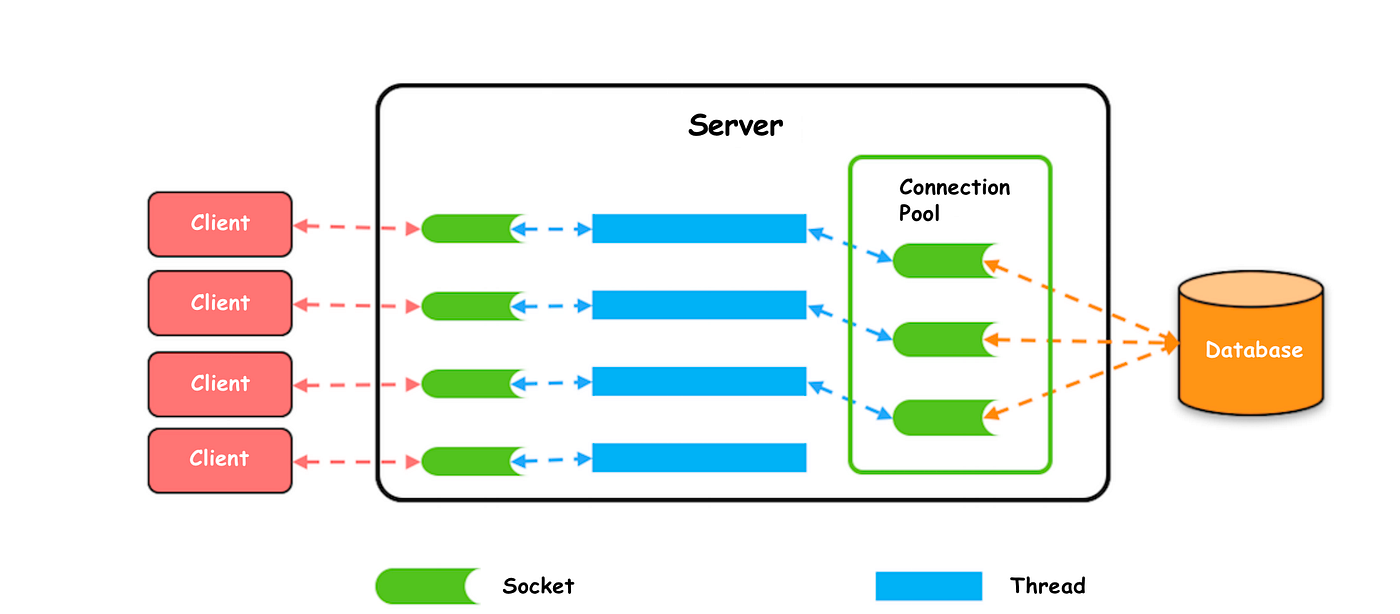 Server
Connection
Pool
Client
Client
Client
Client
Database
Socket
Thread